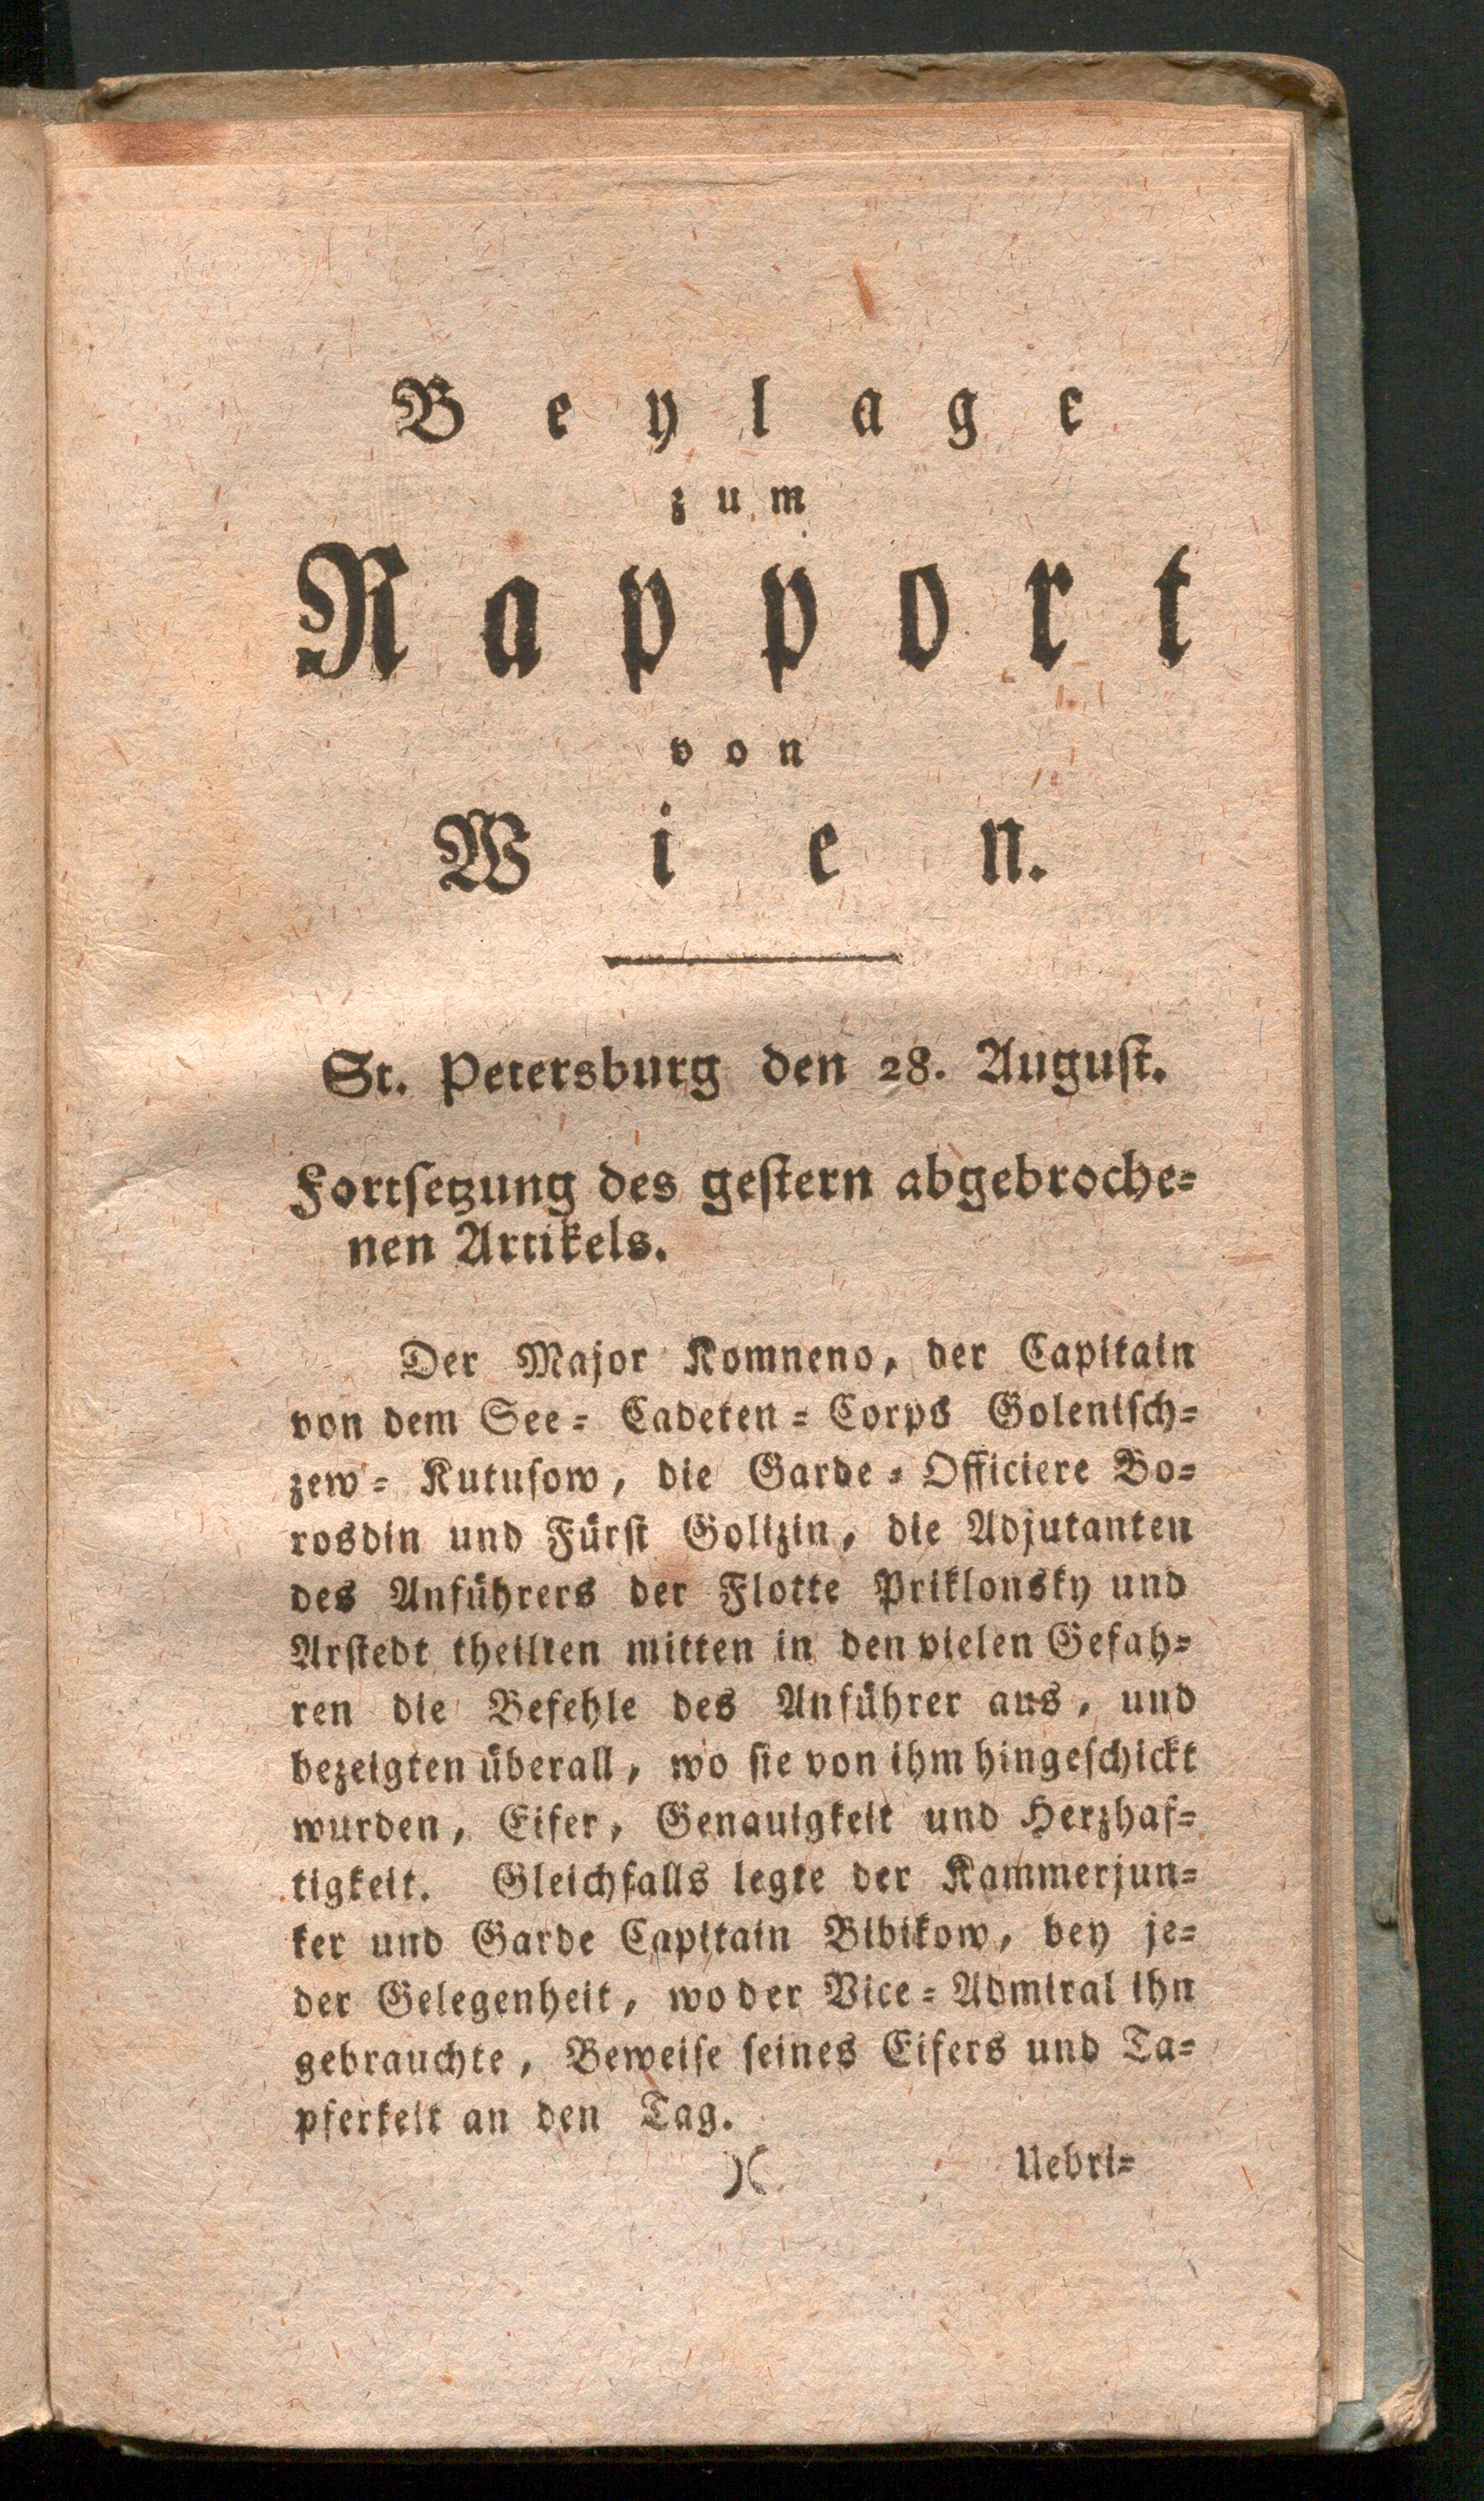 Beylage
zum
Rapport
von
Wien.
St. Petersburg den 28. August.
Fortsetzung des gestern abgebroche-
nen Artikels.
Der Major Komneno, der Capitain
von dem See- Cadeten-Corps Golenisch-
zew- Kutusow, die Garde-Officiere Bo-
rosdin und Fürst Golizin, die Adjutanten
des Anführers der Flotte Priklonsky und
Arstedt theilten mitten in den vielen Gefah-
ren die Befehle des Anführer aus, und
bezeigten überall, wo sie von ihm hingeschickt
wurden, Eifer, Genauigkeit und Herzhaf-
tigkeit. Gleichfalls legte der Kammerjun-
ker und Garde Capitain Bibikow, bey je-
der Gelegenheit, wo der Vice-Admiral ihn
gebrauchte, Beweise seines Eifers und Ta-
pferkeit an den Tag.
)( Uebri-